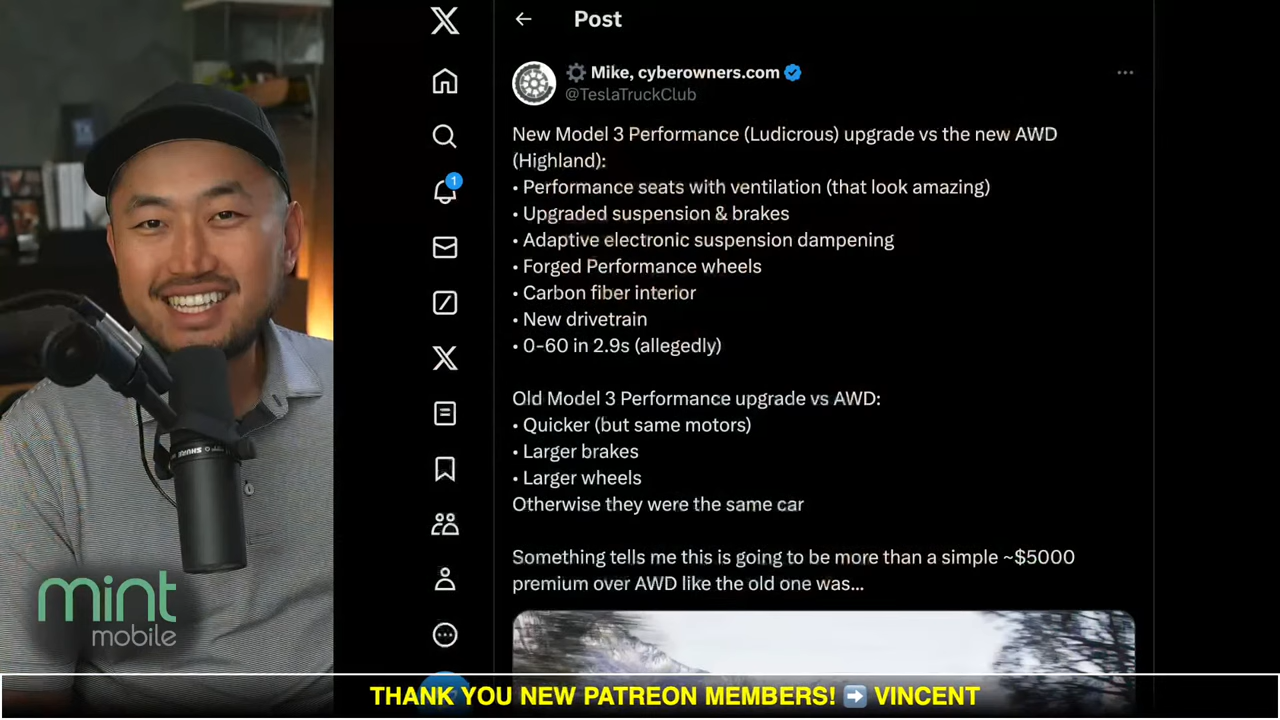 Post
Mike, cyberowners.com
@TeslaTruckClub
New Model 3 Performance (Ludicrous) upgrade vs the new AWD
(Highland):
• Performance seats with ventilation (that look amazing)
• Upgraded suspension & brakes
• Adaptive electronic suspension dampening
• Forged Performance wheels
• Carbon fiber interior
• New drivetrain
• 0-60 in 2.9s (allegedly)
Old Model 3 Performance upgrade vs AWD:
• Quicker (but same motors)
• Larger brakes
• Larger wheels
Otherwise they were the same car
Something tells me this is going to be more than a simple ~$5000
premium over AWD like the old one was...
1
SHURE
mint
mobile
THANK YOU NEW PATREON MEMBERS! ➡️ VINCENT